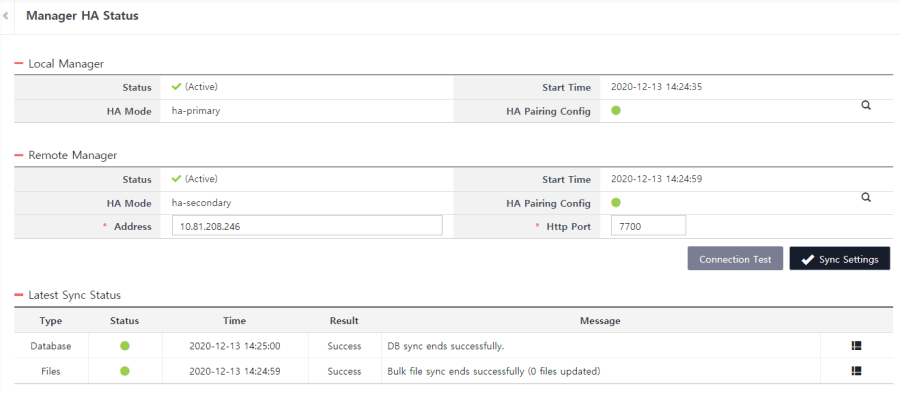 Manager HA Status
Local Manager
Status (Active) Start Time 2020-12-13 14:24:35
HA Mode ha-primary HA Pairing Config
Remote Manager
Status (Active) Start Time 2020-12-13 14:24:59
HA Mode ha-secondary HA Pairing Config
* Address 10.81.208.246 * Http Port 7700
Connection Test Sync Settings
Latest Sync Status
Type Status Time Result Message
Database 2020-12-13 14:25:00 Success DB sync ends successfully.
Files 2020-12-13 14:24:59 Success Bulk file sync ends successfully (0 files updated)